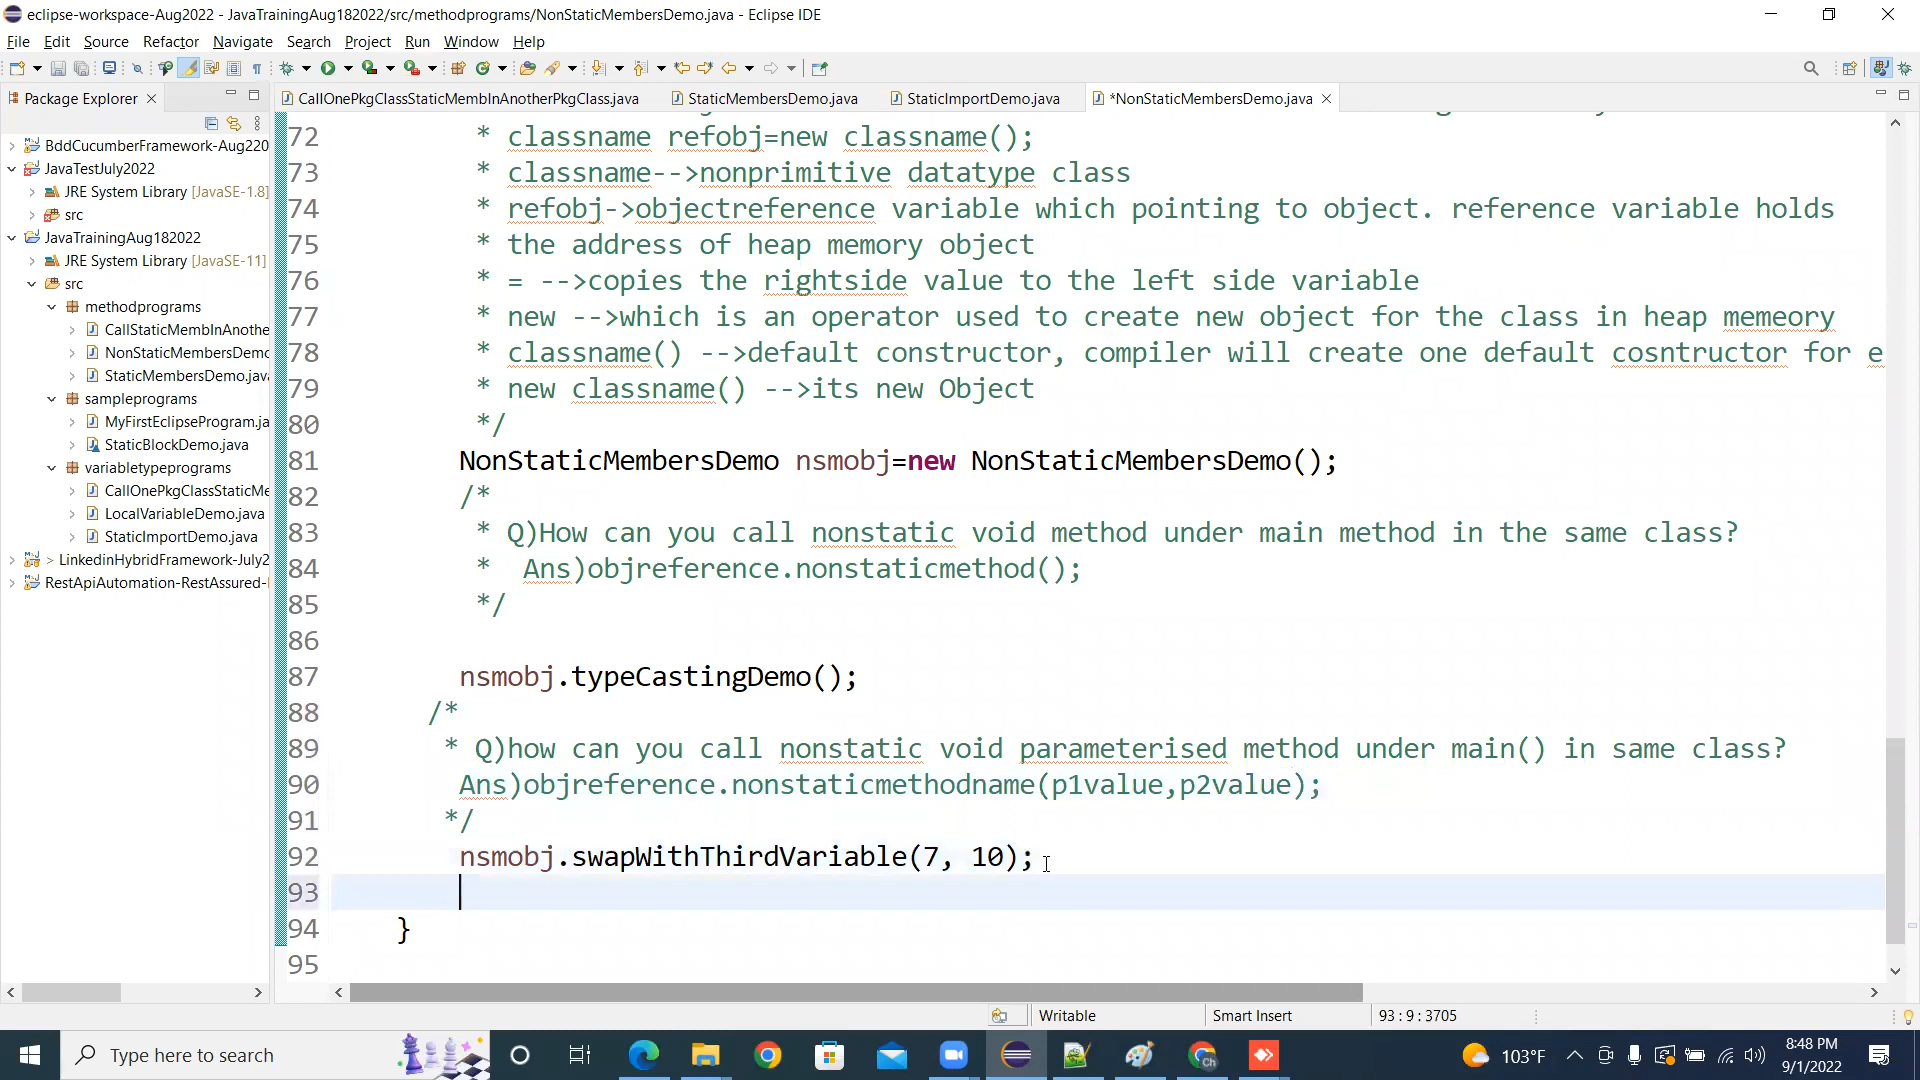 eclipse-workspace-Aug2022 - JavaTrainingAug182022/src/methodprograms/NonStaticMembersDemo.java - Eclipse IDE
File Edit Source Refactor Navigate Search Project Run Window Help
Package Explorer
CallOnePkgClassStaticMembInAnotherPkgClass.java StaticMembersDemo.java StaticImportDemo.java *NonStaticMembersDemo.java
BddCucumberFramework-Aug220
JavaTestJuly2022
JRE System Library [JavaSE-1.8]
src
JavaTrainingAug182022
JRE System Library [JavaSE-11]
src
methodprograms
CallStaticMembInAnothe
NonStaticMembersDemo
StaticMembersDemo.java
sampleprograms
MyFirstEclipseProgram.ja
StaticBlockDemo.java
variabletypeprograms
CallOnePkgClassStaticMe
LocalVariableDemo.java
StaticImportDemo.java
> LinkedinHybridFramework-July2
RestApiAutomation-RestAssured-
72 * classname refobj=new classname();
73 * classname-->nonprimitive datatype class
74 * refobj->objectreference variable which pointing to object. reference variable holds
75 * the address of heap memory object
76 * = -->copies the rightside value to the left side variable
77 * new -->which is an operator used to create new object for the class in heap memeory
78 * classname() -->default constructor, compiler will create one default cosntructor for e
79 * new classname() -->its new Object
80 */
81 NonStaticMembersDemo nsmobj=new NonStaticMembersDemo();
82 /*
83 * Q)How can you call nonstatic void method under main method in the same class?
84 * Ans)objreference.nonstaticmethod();
85 */
86
87 nsmobj.typeCastingDemo();
88 /*
89 * Q)how can you call nonstatic void parameterised method under main() in same class?
90 Ans)objreference.nonstaticmethodname(p1value,p2value);
91 */
92 nsmobj.swapWithThirdVariable(7, 10);
93
94 }
95
Writable Smart Insert 93 : 9 : 3705
Type here to search
103°F
8:48 PM
9/1/2022